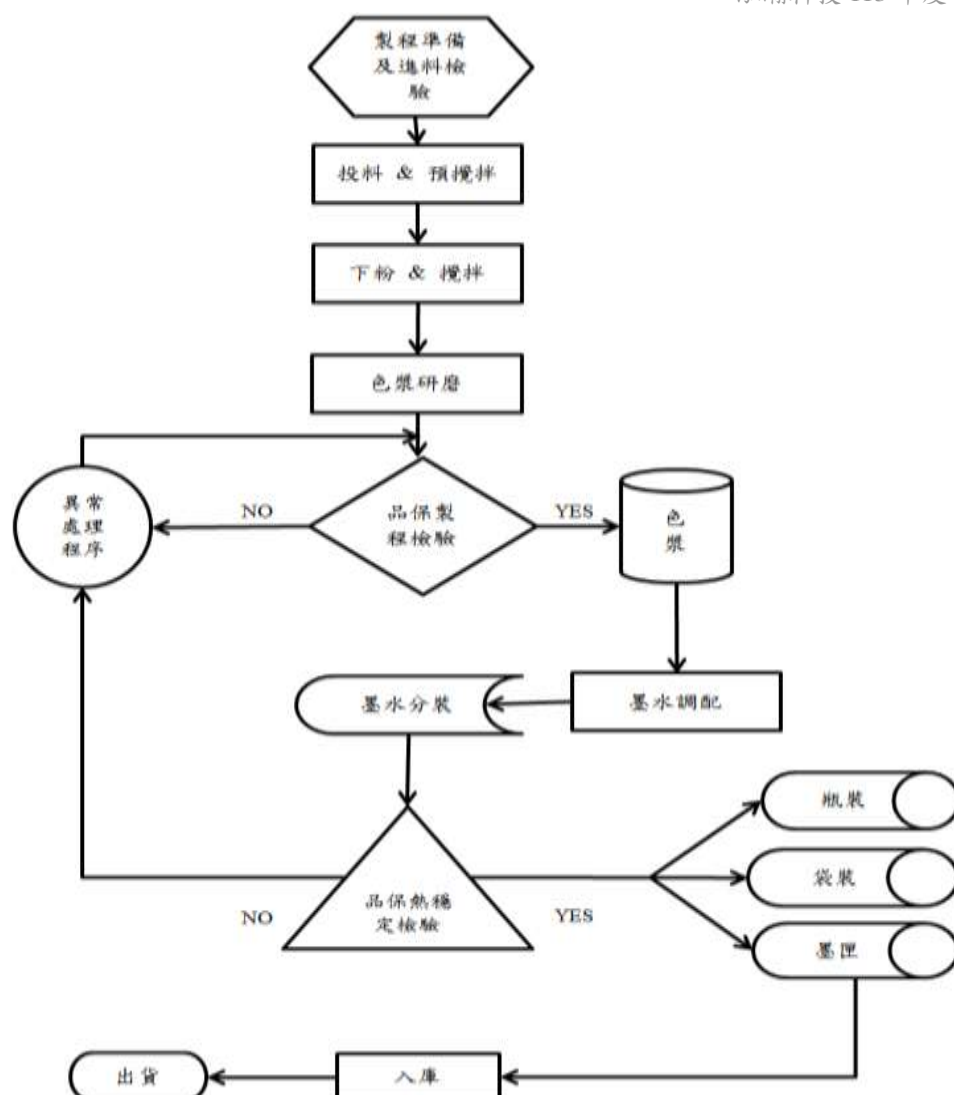 製程準備
及進料檢
驗
投料 & 預攪拌
下粉 & 攪拌
色漿研磨
異常
處理
程序
NO
品保製
程檢驗
YES
色
漿
墨水分裝
墨水調配
瓶裝
袋裝
品保熱穩
定檢驗
NO
YES
墨匣
出貨
入庫